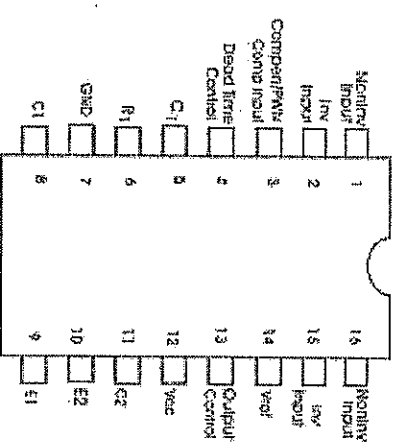 Noninv
Input
1
Inv
Input
2
Compen/PWM
Comp Input
3
Dead Time
Control
4
CT
5
RT
6
GND
7
C1
8
16
Noninv
Input
15
Inv
Input
14
Vref
13
Output
Control
12
VCC
11
C2
10
E2
9
E1